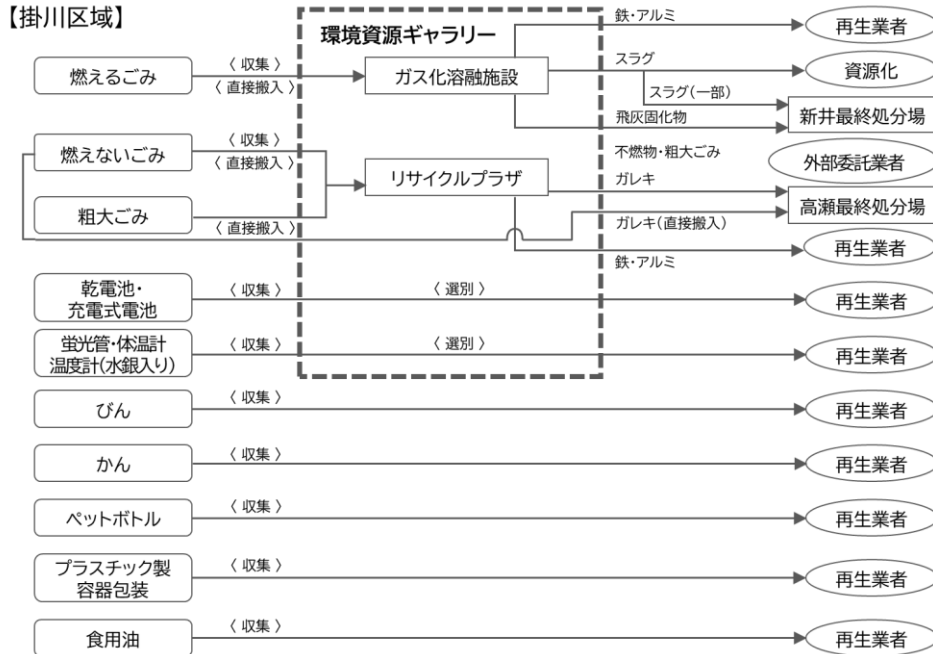 【掛川区域】
環境資源ギャラリー
燃えるごみ
〈 収集 〉
〈 直接搬入 〉
ガス化溶融施設
鉄・アルミ
再生業者
スラグ
資源化
スラグ(一部)
飛灰固化物
新井最終処分場
燃えないごみ
〈 収集 〉
〈 直接搬入 〉
粗大ごみ
〈 直接搬入 〉
リサイクルプラザ
不燃物・粗大ごみ
外部委託業者
ガレキ
高瀬最終処分場
ガレキ(直接搬入)
再生業者
鉄・アルミ
乾電池・
充電式電池
〈 収集 〉
〈 選別 〉
再生業者
蛍光管・体温計
温度計(水銀入り)
〈 収集 〉
〈 選別 〉
再生業者
びん
〈 収集 〉
再生業者
かん
〈 収集 〉
再生業者
ペットボトル
〈 収集 〉
再生業者
プラスチック製
容器包装
〈 収集 〉
再生業者
食用油
〈 収集 〉
再生業者